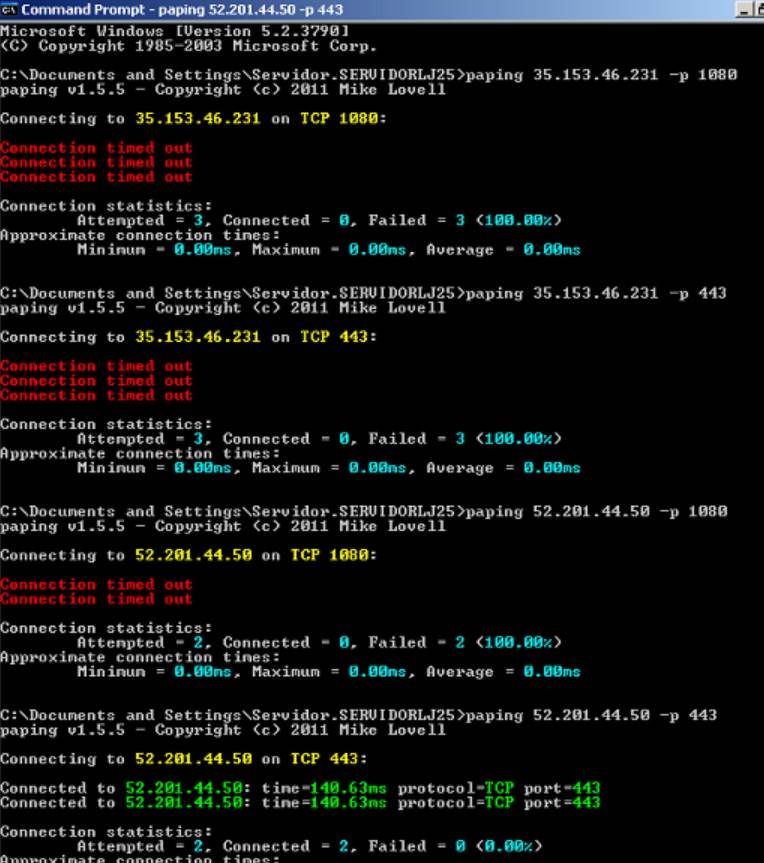 Command Prompt - paping 52.201.44.50 -p 443
Microsoft Windows [Version 5.2.3790]
(C) Copyright 1985-2003 Microsoft Corp.
C:\Documents and Settings\Servidor.SERVIDORLJ25>paping 35.153.46.231 -p 1080
paping v1.5.5 - Copyright (c) 2011 Mike Lovell
Connecting to 35.153.46.231 on TCP 1080:
Connection timed out
Connection timed out
Connection timed out
Connection statistics:
Attempted = 3, Connected = 0, Failed = 3 (100.00%)
Approximate connection times:
Minimum = 0.00ms, Maximum = 0.00ms, Average = 0.00ms
C:\Documents and Settings\Servidor.SERVIDORLJ25>paping 35.153.46.231 -p 443
paping v1.5.5 - Copyright (c) 2011 Mike Lovell
Connecting to 35.153.46.231 on TCP 443:
Connection timed out
Connection timed out
Connection timed out
Connection statistics:
Attempted = 3, Connected = 0, Failed = 3 (100.00%)
Approximate connection times:
Minimum = 0.00ms, Maximum = 0.00ms, Average = 0.00ms
C:\Documents and Settings\Servidor.SERVIDORLJ25>paping 52.201.44.50 -p 1080
paping v1.5.5 - Copyright (c) 2011 Mike Lovell
Connecting to 52.201.44.50 on TCP 1080:
Connection timed out
Connection timed out
Connection statistics:
Attempted = 2, Connected = 0, Failed = 2 (100.00%)
Approximate connection times:
Minimum = 0.00ms, Maximum = 0.00ms, Average = 0.00ms
C:\Documents and Settings\Servidor.SERVIDORLJ25>paping 52.201.44.50 -p 443
paping v1.5.5 - Copyright (c) 2011 Mike Lovell
Connecting to 52.201.44.50 on TCP 443:
Connected to 52.201.44.50: time=140.63ms protocol=TCP port=443
Connected to 52.201.44.50: time=140.63ms protocol=TCP port=443
Connection statistics:
Attempted = 2, Connected = 2, Failed = 0 (0.00%)
Approximate connection times: